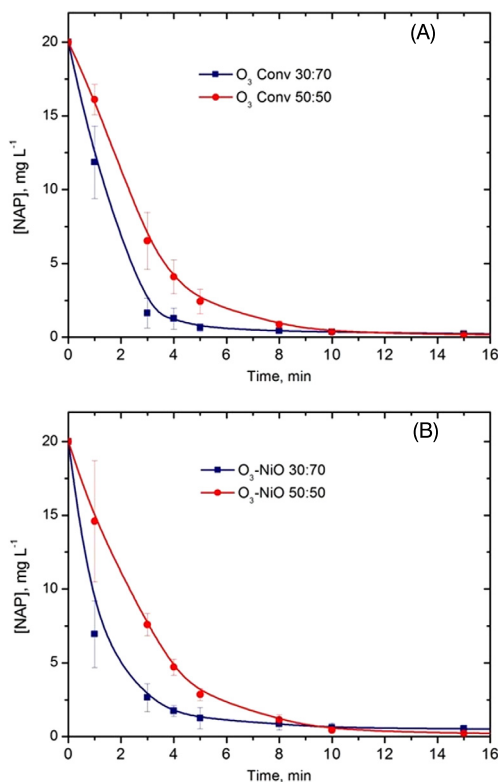 (A)
20
15
10
5
0
[NAP], mg L⁻¹
O₃ Conv 30:70
O₃ Conv 50:50
0 2 4 6 8 10 12 14 16
Time, min
(B)
20
15
10
5
0
[NAP], mg L⁻¹
O₃-NiO 30:70
O₃-NiO 50:50
0 2 4 6 8 10 12 14 16
Time, min